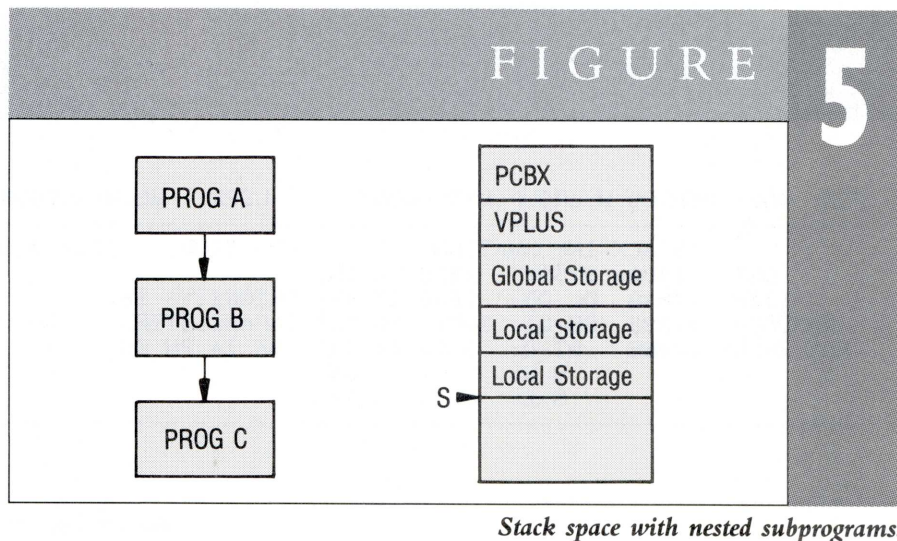 FIGURE 5
PROG A
PROG B
PROG C
PCBX
VPLUS
Global Storage
Local Storage
Local Storage
S
Stack space with nested subprograms.